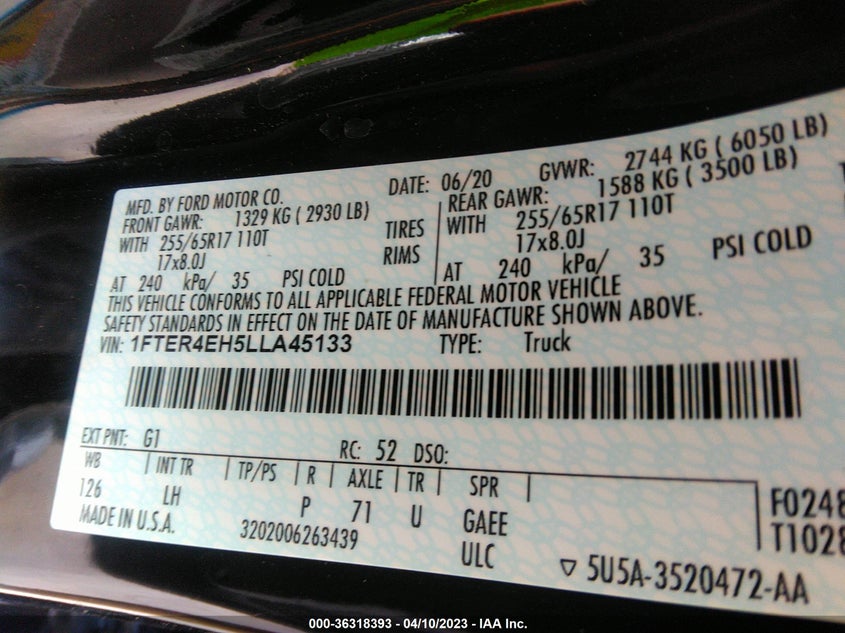 MFD. BY FORD MOTOR CO.
DATE: 06/20 GVWR: 2744 KG ( 6050 LB)
FRONT GAWR: 1329 KG ( 2930 LB) REAR GAWR: 1588 KG ( 3500 LB)
WITH 255/65R17 110T TIRES WITH 255/65R17 110T
17x8.0J RIMS 17x8.0J
AT 240 kPa/ 35 PSI COLD AT 240 kPa/ 35 PSI COLD
THIS VEHICLE CONFORMS TO ALL APPLICABLE FEDERAL MOTOR VEHICLE
SAFETY STANDARDS IN EFFECT ON THE DATE OF MANUFACTURE SHOWN ABOVE.
VIN: 1FTER4EH5LLA45133 TYPE: Truck
EXT PNT: G1 RC: 52 DSO:
WB INT TR TP/PS R AXLE TR SPR
126 LH P 71 U GAEE F0248
MADE IN U.S.A. 3202006263439 ULC T1028
5U5A-3520472-AA
000-36318393 - 04/10/2023 - IAA Inc.